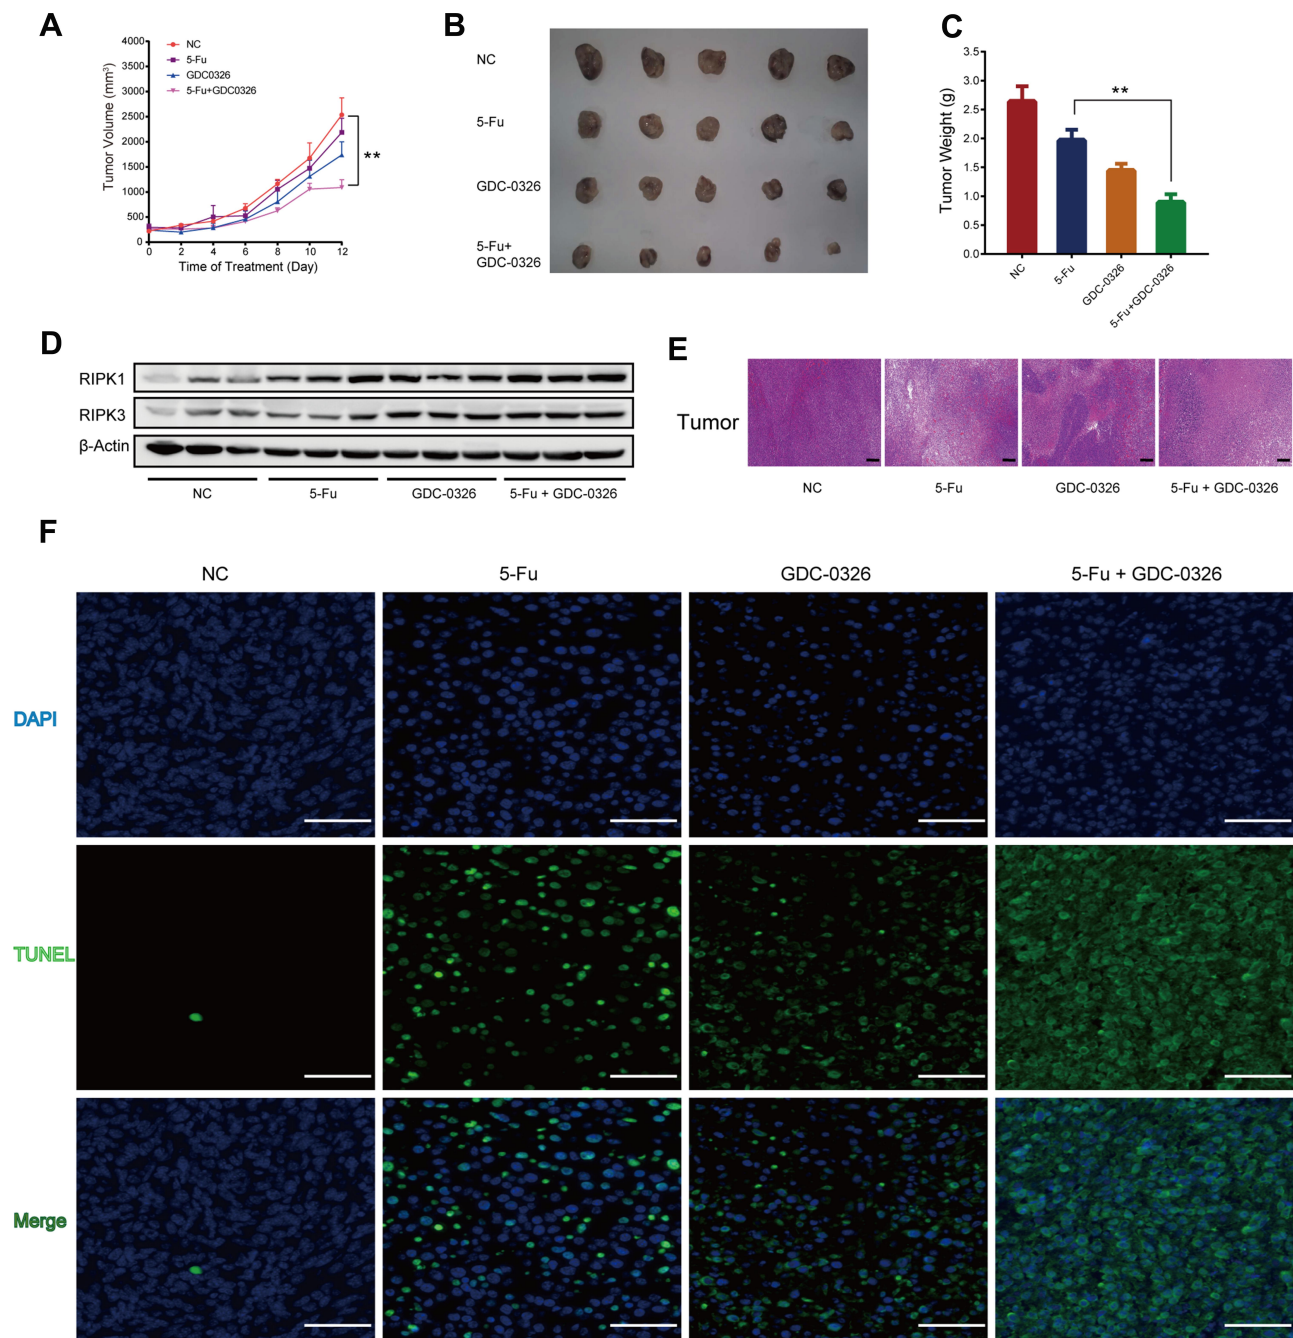 A
Tumor Volume (mm³)
4000
3500
3000
2500
2000
1500
1000
500
0
0 2 4 6 8 10 12
Time of Treatment (Day)
NC
5-Fu
GDC0326
5-Fu+GDC0326
**
B
NC
5-Fu
GDC-0326
5-Fu+
GDC-0326
C
Tumor Weight (g)
3.5
3.0
2.5
2.0
1.5
1.0
0.5
0.0
**
NC
5-Fu
GDC-0326
5-Fu+GDC-0326
D
RIPK1
RIPK3
β-Actin
NC 5-Fu GDC-0326 5-Fu + GDC-0326
E
Tumor
NC 5-Fu GDC-0326 5-Fu + GDC-0326
F
NC 5-Fu GDC-0326 5-Fu + GDC-0326
DAPI
TUNEL
Merge